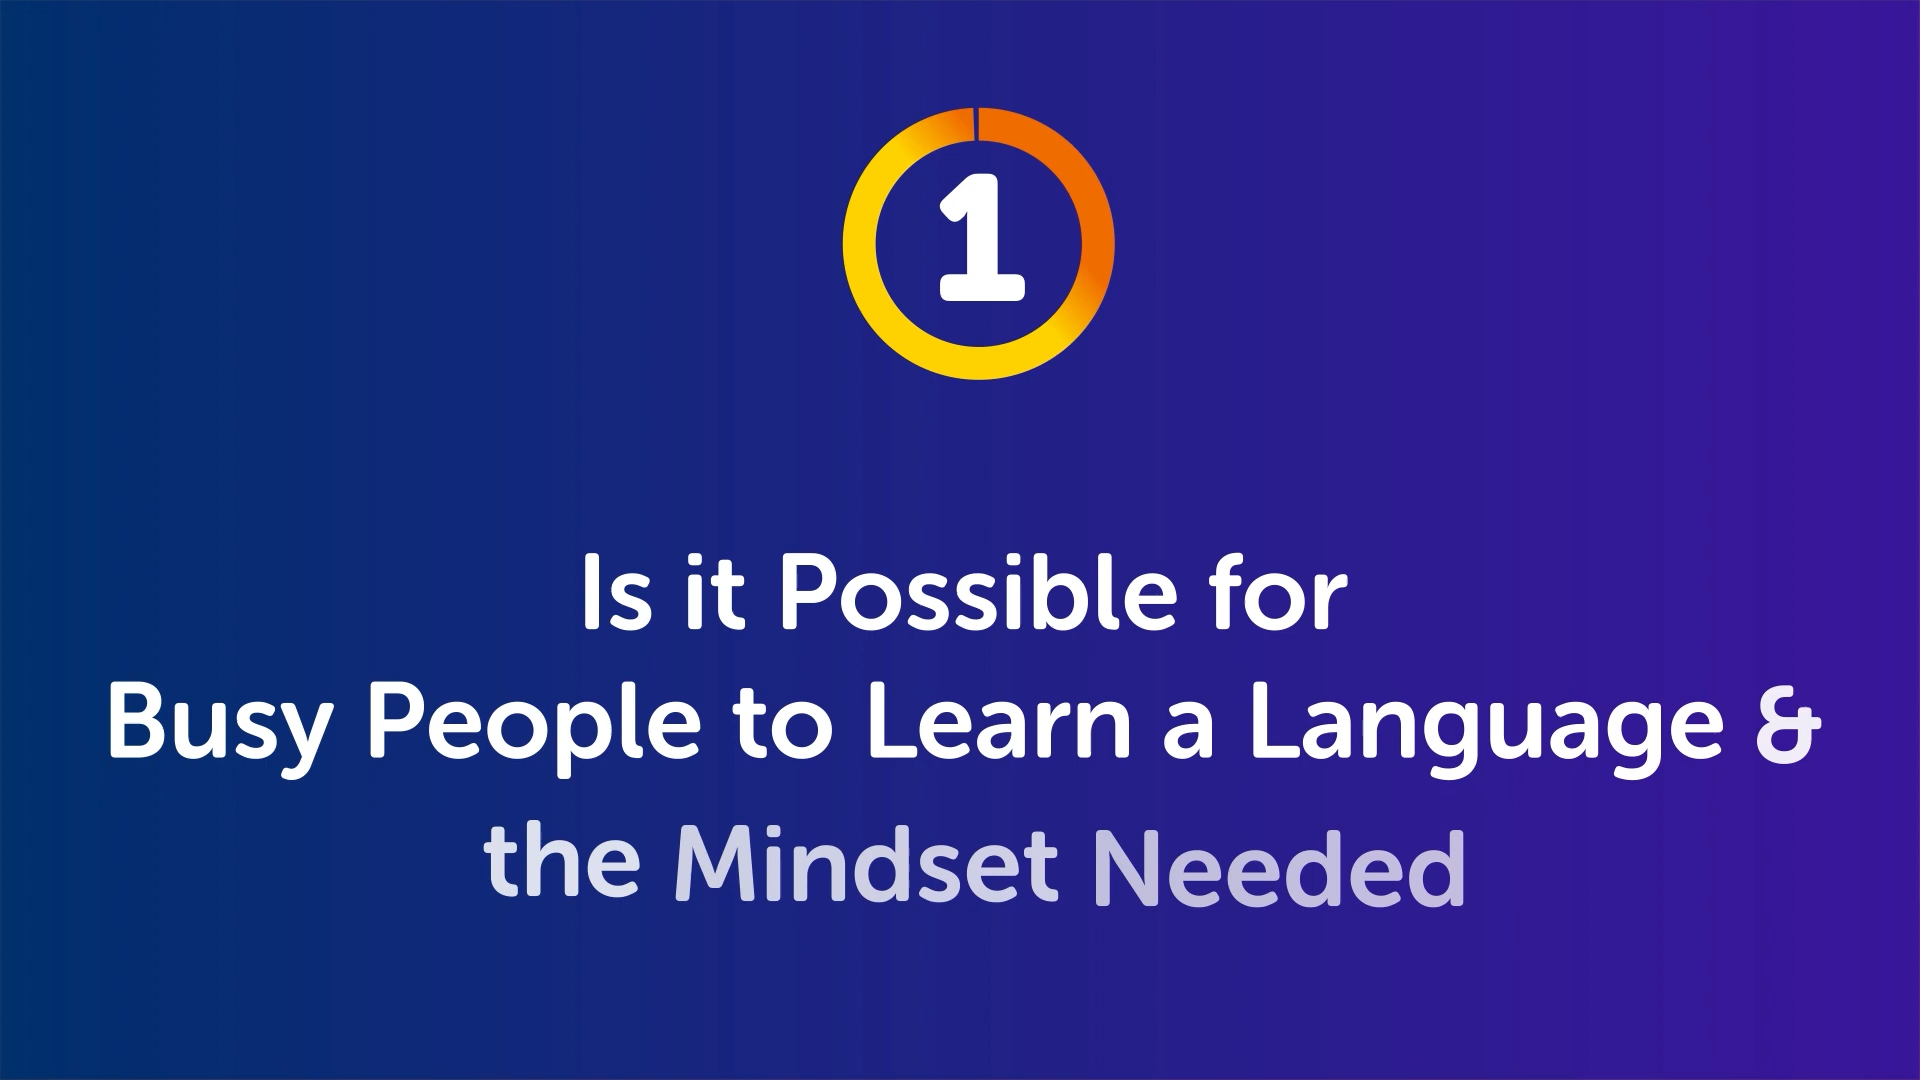 1
Is it Possible for
Busy People to Learn a Language &
the Mindset Needed